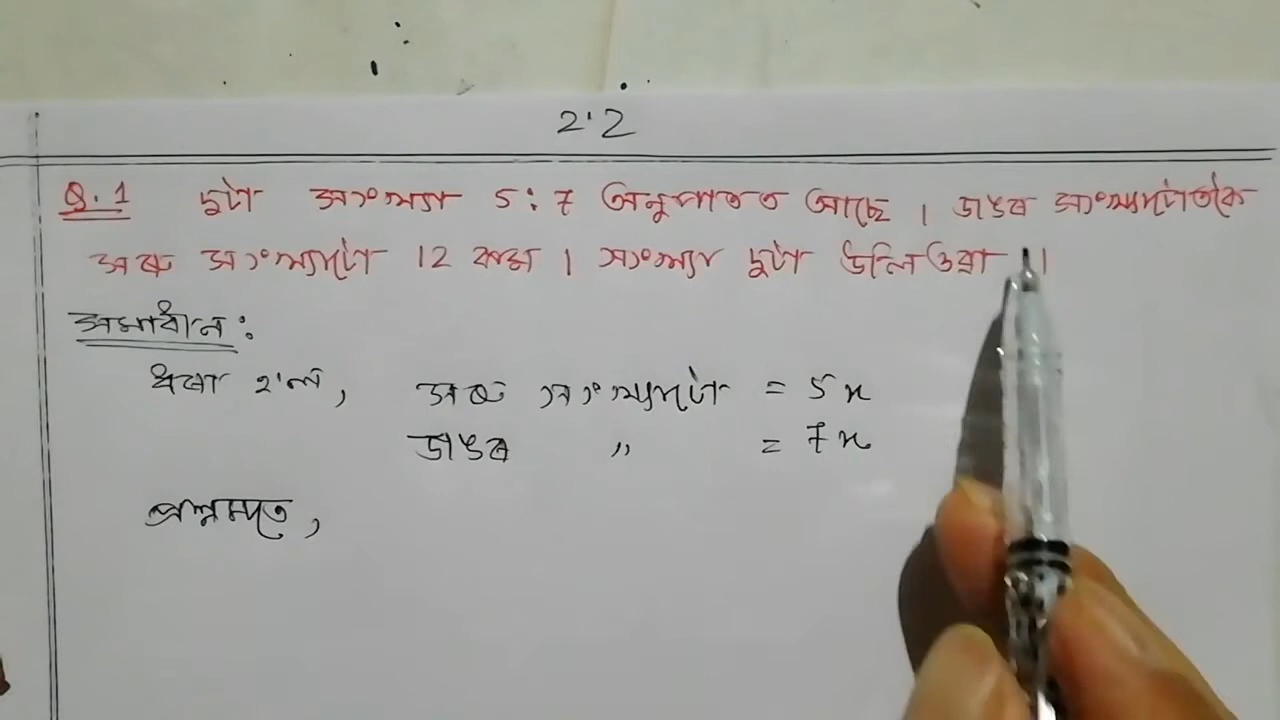 2.2
Q.1 দুটা সংখ্যা 5:7 অনুপাতত আছে । ডাঙৰ সংখ্যাটোতকৈ
সৰু সংখ্যাটো 12 কম । সংখ্যা দুটা উলিওৱা ।
সমাধান :
ধৰা হ'ল, সৰু সংখ্যাটো = 5x
ডাঙৰ " = 7x
প্ৰশ্নমতে,